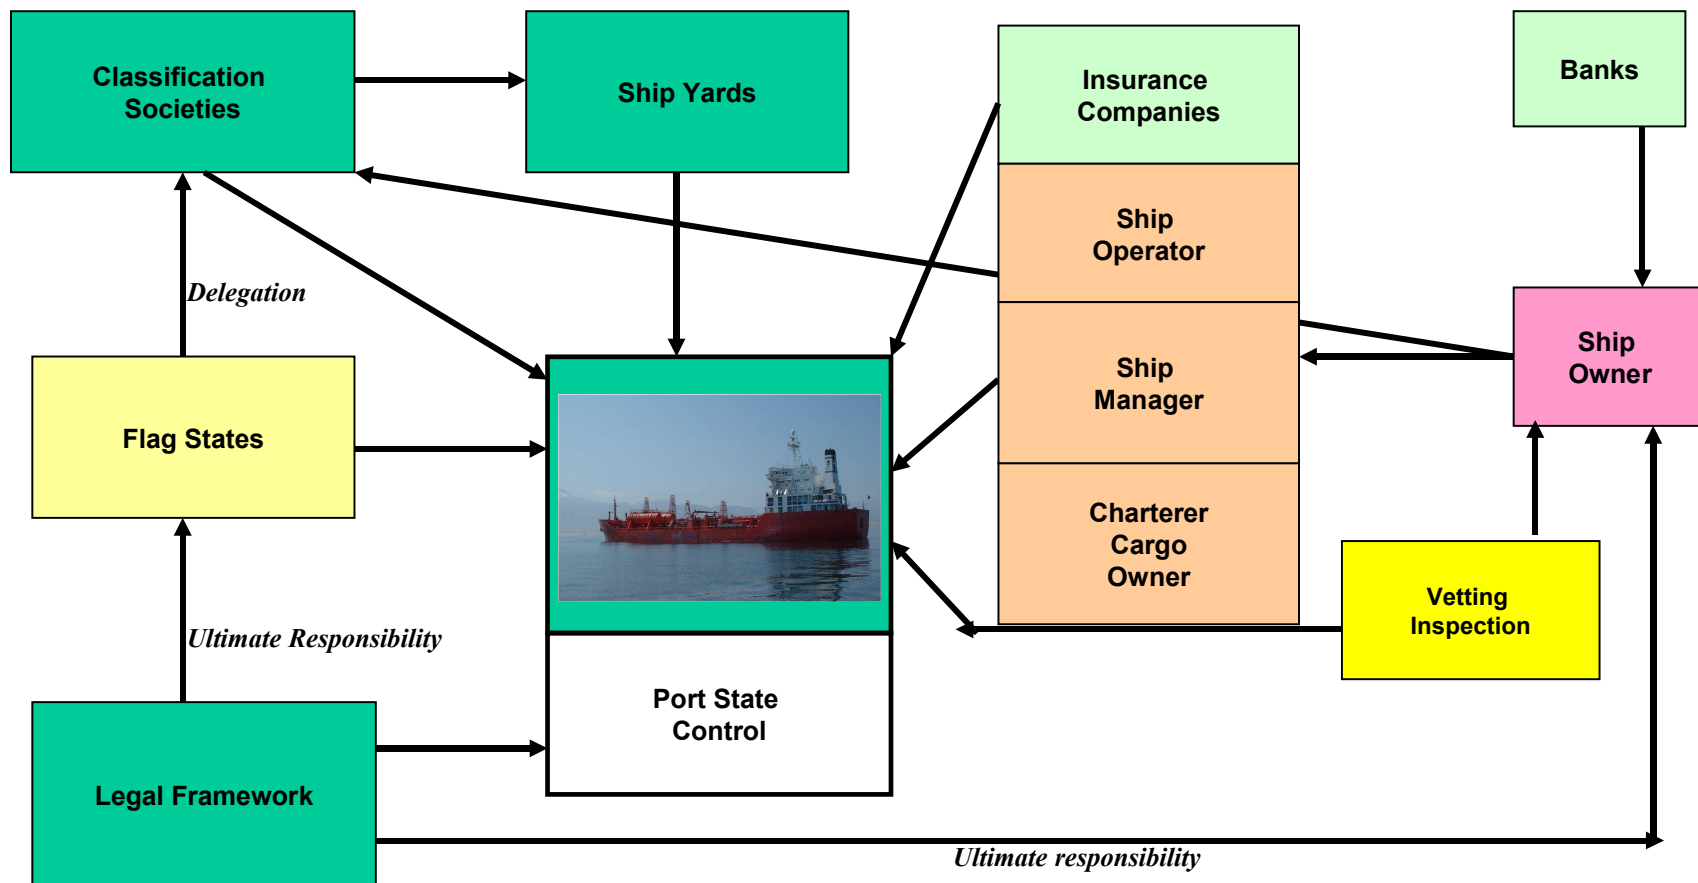 Classification
Societies
Ship Yards
Insurance
Companies
Banks
Ship
Operator
Delegation
Ship
Manager
Ship
Owner
Flag States
Charterer
Cargo
Owner
Vetting
Inspection
Ultimate Responsibility
Port State
Control
Legal Framework
Ultimate responsibility